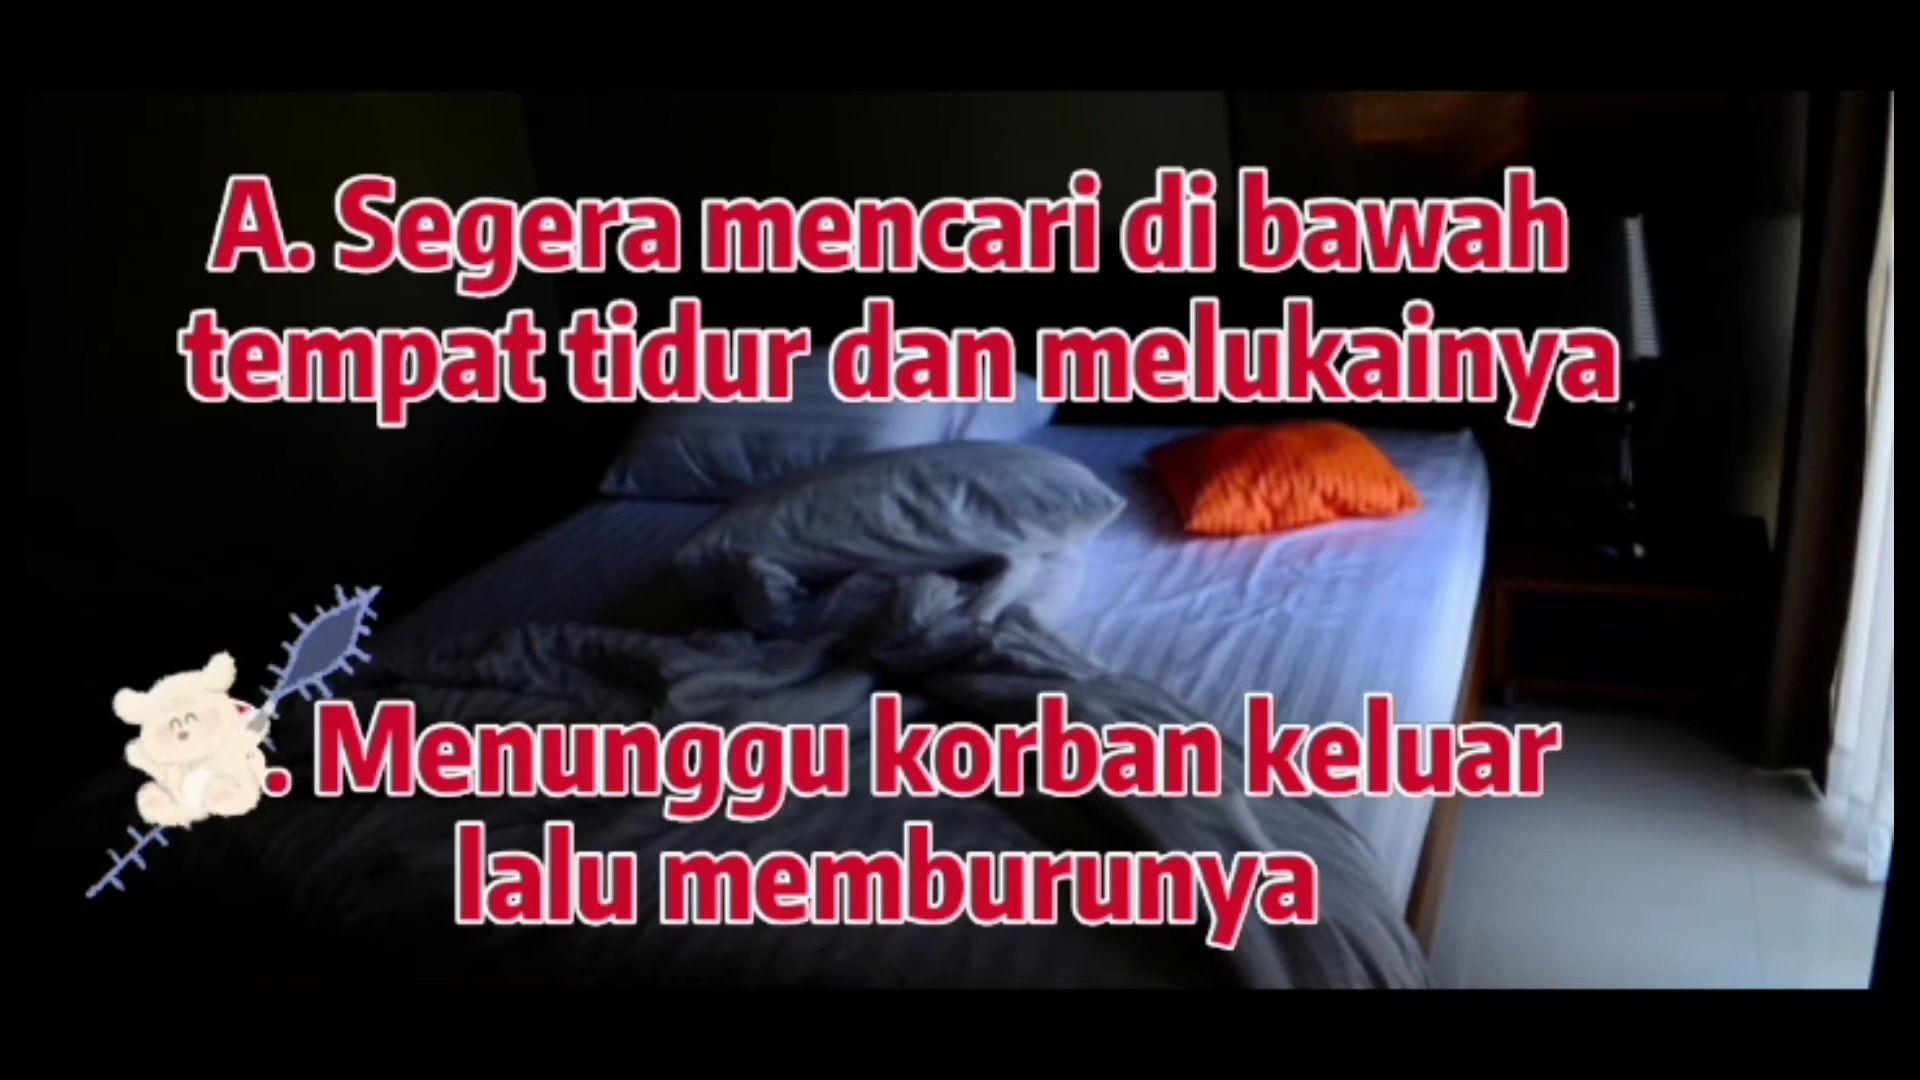 A. Segera mencari di bawah
tempat tidur dan melukainya
. Menunggu korban keluar
lalu memburunya